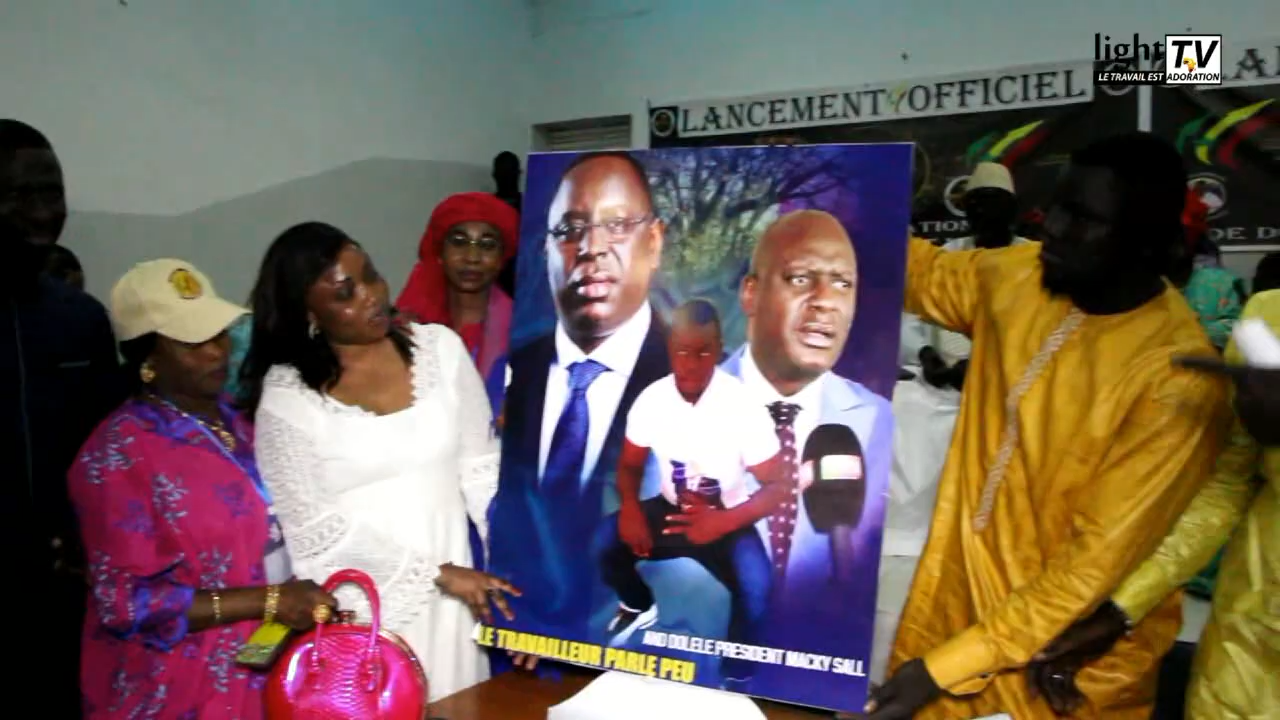 light TV
LE TRAVAIL EST ADORATION
LANCEMENT OFFICIEL
LE TRAVAILLEUR PARLE PEU
AND DOLELE PRESIDENT MACKY SALL